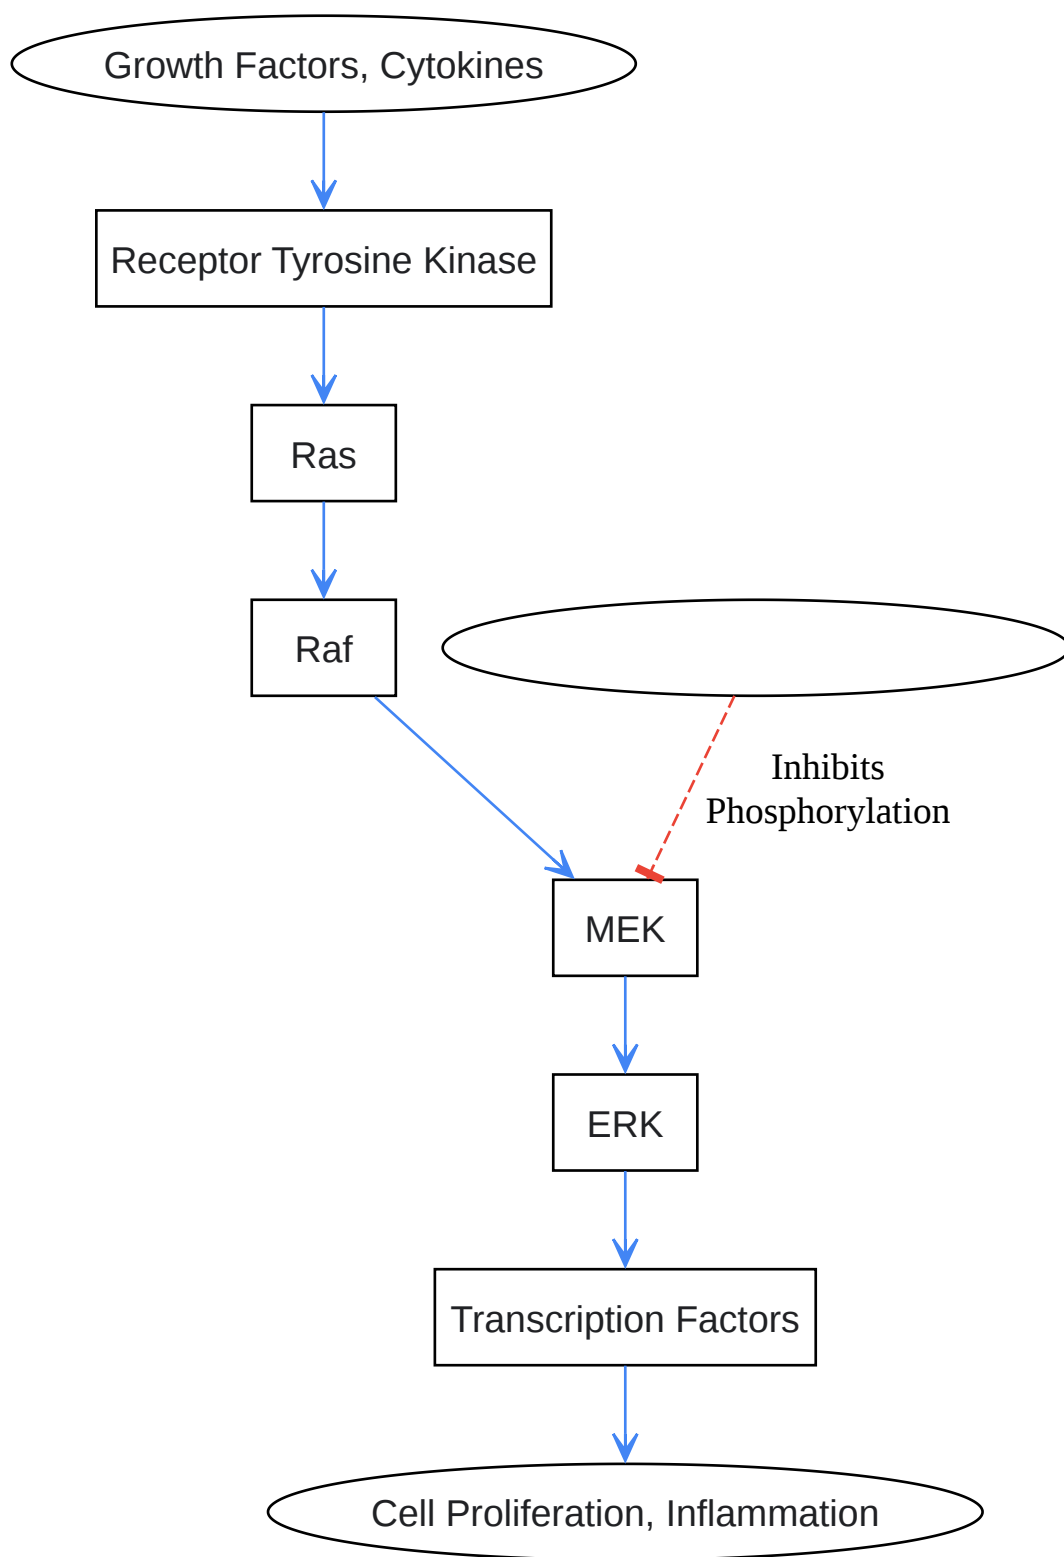 Growth Factors, Cytokines
Receptor Tyrosine Kinase
Ras
Raf
Inhibits
Phosphorylation
MEK
ERK
Transcription Factors
Cell Proliferation, Inflammation